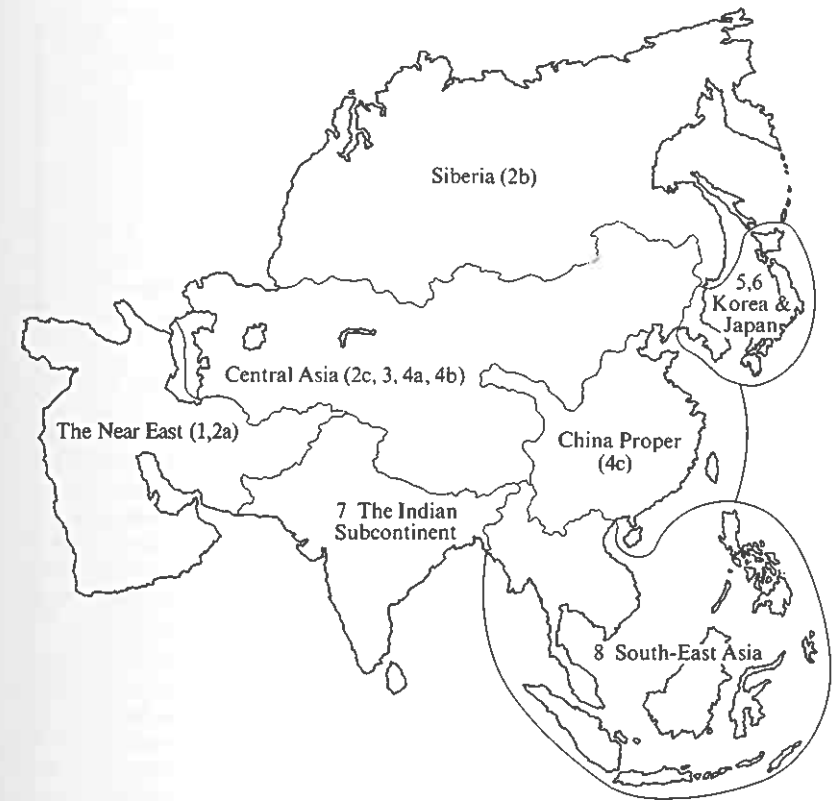 Siberia (2b)
5,6
Korea &
Japan
Central Asia (2c, 3, 4a, 4b)
The Near East (1,2a)
China Proper
(4c)
7 The Indian
Subcontinent
8 South-East Asia